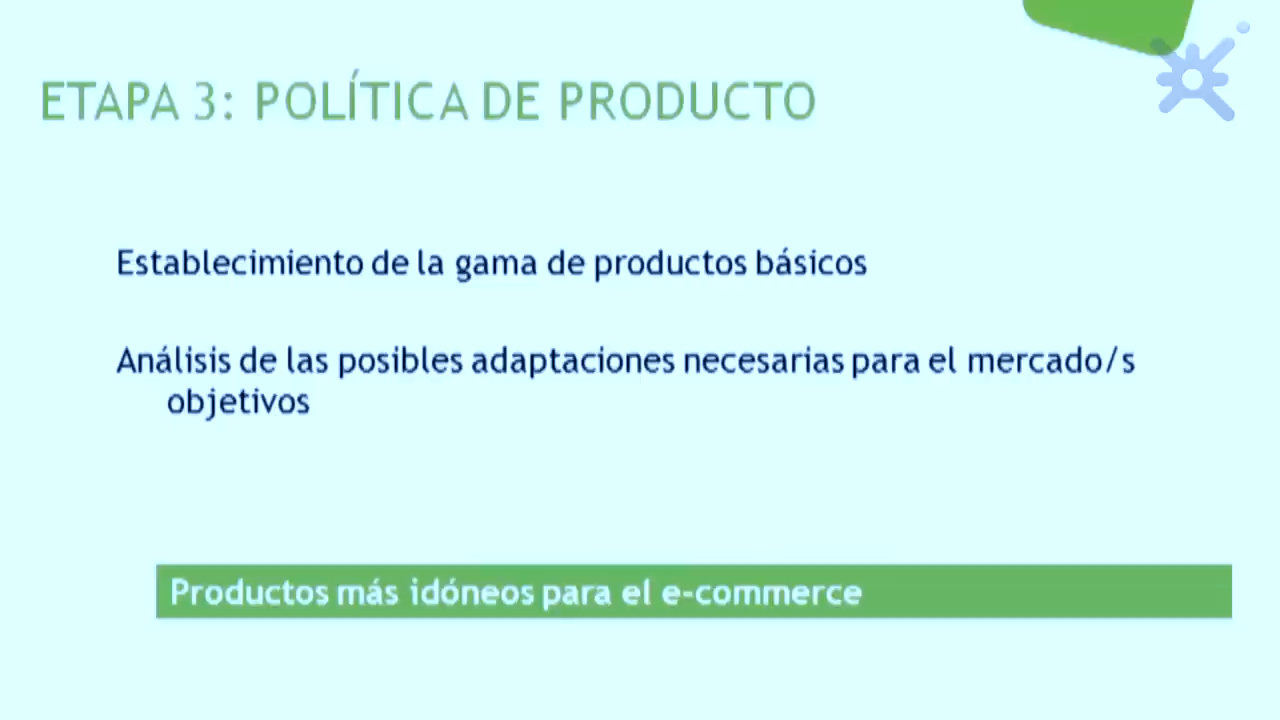 ETAPA 3: POLÍTICA DE PRODUCTO
Establecimiento de la gama de productos básicos
Análisis de las posibles adaptaciones necesarias para el mercado/s
objetivos
Productos más idóneos para el e-commerce